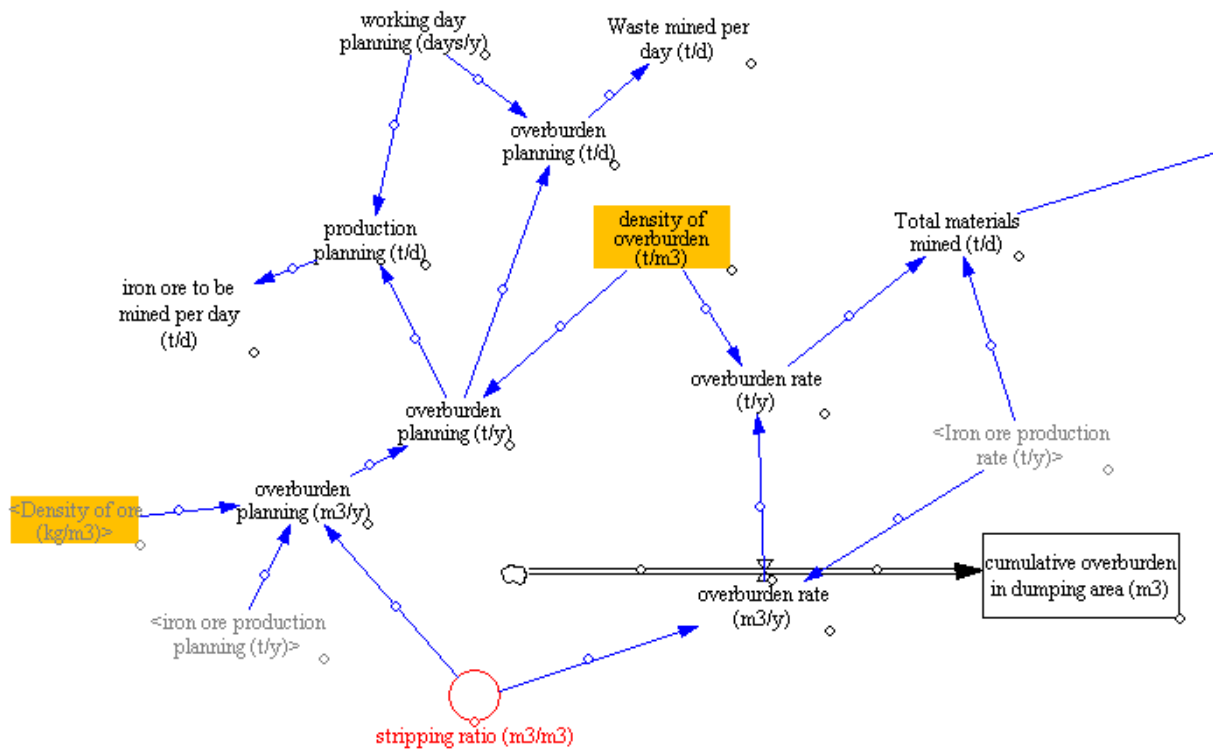 working day
planning (days/y)
Waste mined per
day (t/d)
overburden
planning (t/d)
production
planning (t/d)
density of
overburden
(t/m3)
Total materials
mined (t/d)
iron ore to be
mined per day
(t/d)
overburden
planning (t/y)
overburden rate
(t/y)
<Iron ore production
rate (t/y)>
<Density of ore
(kg/m3)>
overburden
planning (m3/y)
cumulative overburden
in dumping area (m3)
overburden rate
(m3/y)
<iron ore production
planning (t/y)>
stripping ratio (m3/m3)